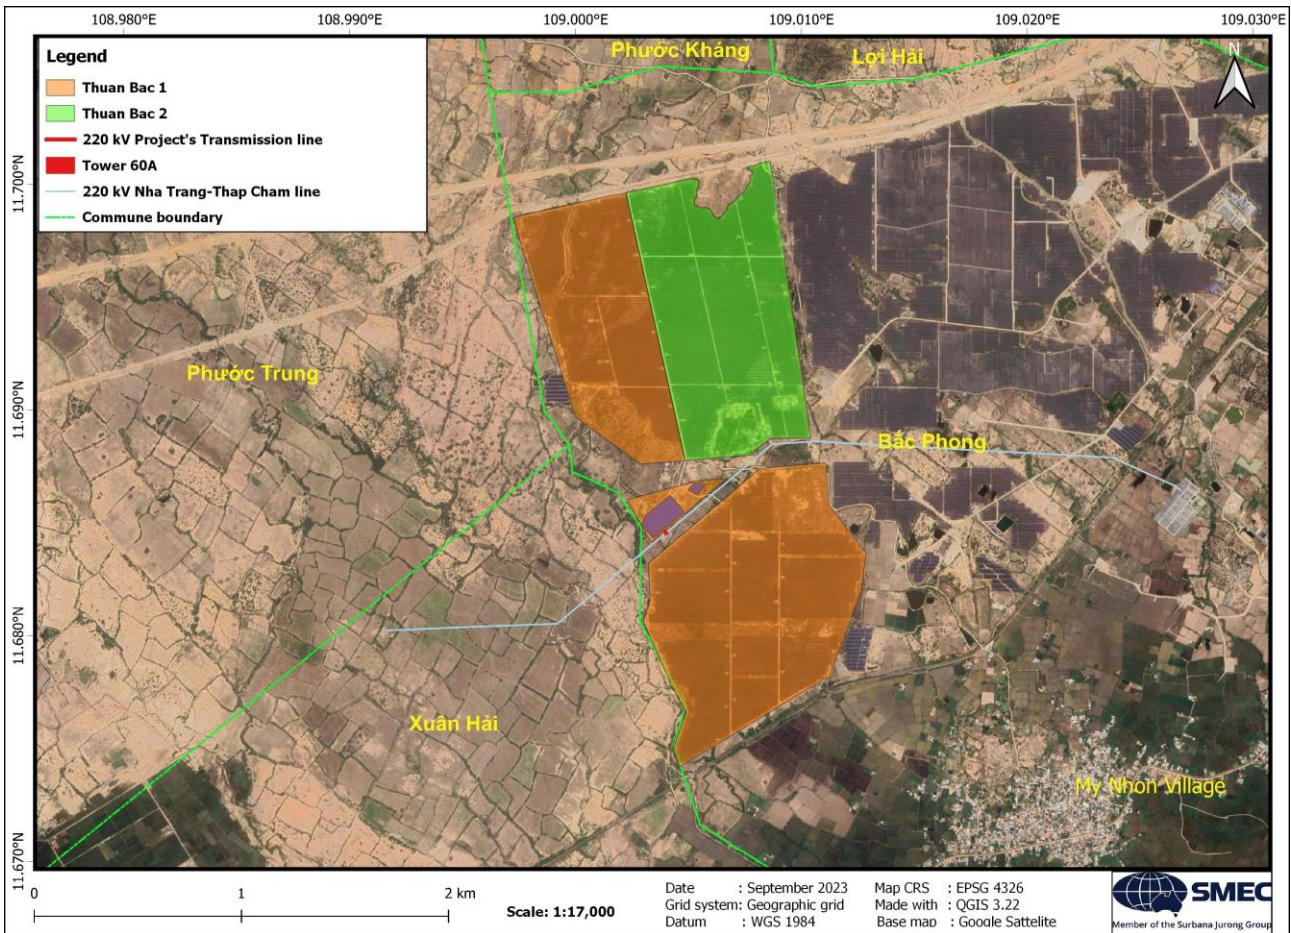 108.980°E 108.990°E 109.000°E 109.010°E 109.020°E 109.030°E
Legend
Thuan Bac 1
Thuan Bac 2
220 kV Project's Transmission line
Tower 60A
220 kV Nha Trang-Thap Cham line
Commune boundary
Phước Kháng
Lợi Hải
N
11.700°N
Phước Trung
11.690°N
Bắc Phong
11.680°N
Xuân Hải
My Nhon Village
11.670°N
0 1 2 km
Scale: 1:17,000
Date : September 2023
Grid system: Geographic grid
Datum : WGS 1984
Map CRS : EPSG 4326
Made with : QGIS 3.22
Base map : Google Sattelite
SMEC
Member of the Surbana Jurong Group